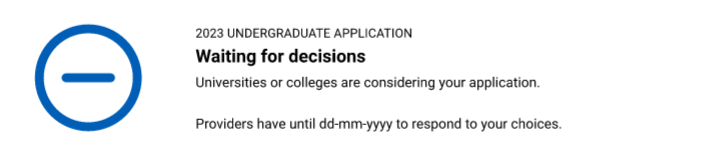 2023 UNDERGRADUATE APPLICATION
Waiting for decisions
Universities or colleges are considering your application.
Providers have until dd-mm-yyyy to respond to your choices.